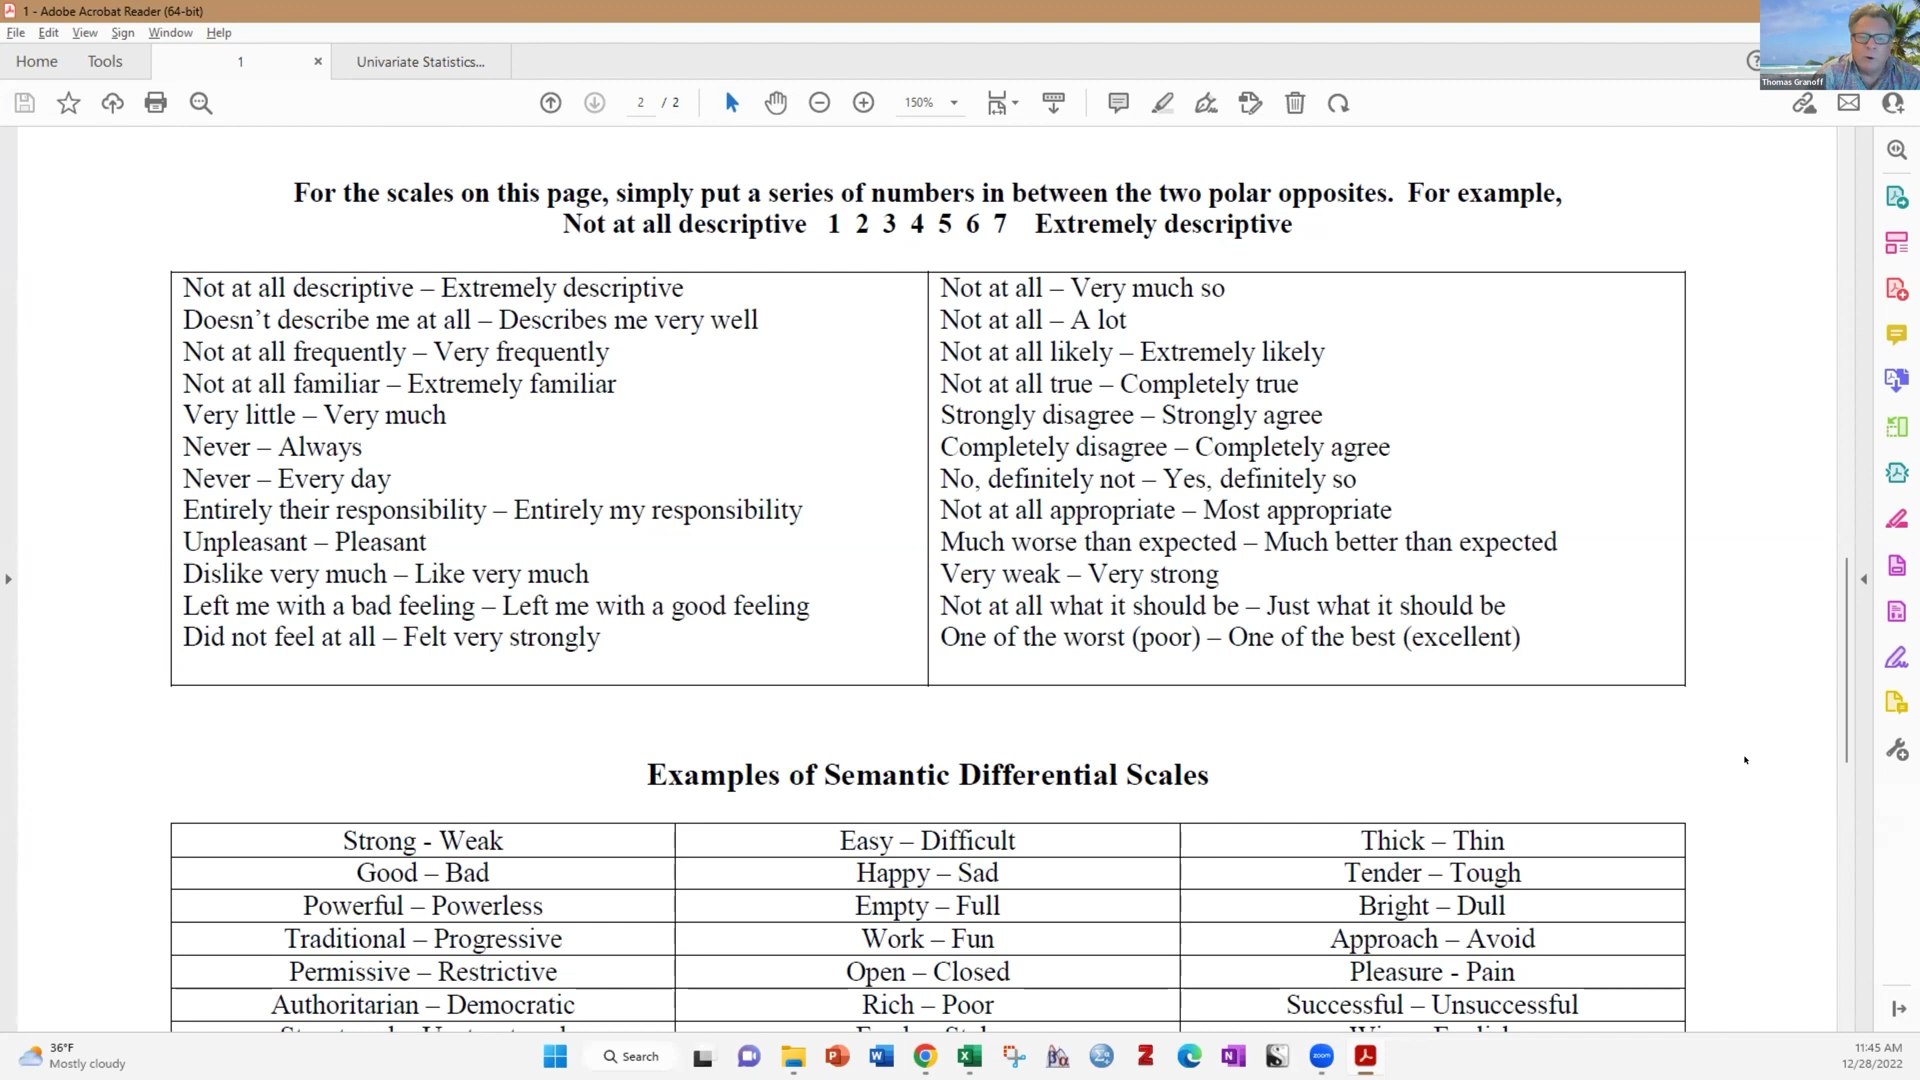 1 - Adobe Acrobat Reader (64-bit)
File Edit View Sign Window Help
Home Tools 1 × Univariate Statistics...
2 / 2 150%
Thomas Granoff
For the scales on this page, simply put a series of numbers in between the two polar opposites. For example,
Not at all descriptive 1 2 3 4 5 6 7 Extremely descriptive
Not at all descriptive – Extremely descriptive
Doesn’t describe me at all – Describes me very well
Not at all frequently – Very frequently
Not at all familiar – Extremely familiar
Very little – Very much
Never – Always
Never – Every day
Entirely their responsibility – Entirely my responsibility
Unpleasant – Pleasant
Dislike very much – Like very much
Left me with a bad feeling – Left me with a good feeling
Did not feel at all – Felt very strongly
Not at all – Very much so
Not at all – A lot
Not at all likely – Extremely likely
Not at all true – Completely true
Strongly disagree – Strongly agree
Completely disagree – Completely agree
No, definitely not – Yes, definitely so
Not at all appropriate – Most appropriate
Much worse than expected – Much better than expected
Very weak – Very strong
Not at all what it should be – Just what it should be
One of the worst (poor) – One of the best (excellent)
Examples of Semantic Differential Scales
Strong - Weak Easy – Difficult Thick – Thin
Good – Bad Happy – Sad Tender – Tough
Powerful – Powerless Empty – Full Bright – Dull
Traditional – Progressive Work – Fun Approach – Avoid
Permissive – Restrictive Open – Closed Pleasure - Pain
Authoritarian – Democratic Rich – Poor Successful – Unsuccessful
36°F
Mostly cloudy
Search
zoom
11:45 AM
12/28/2022